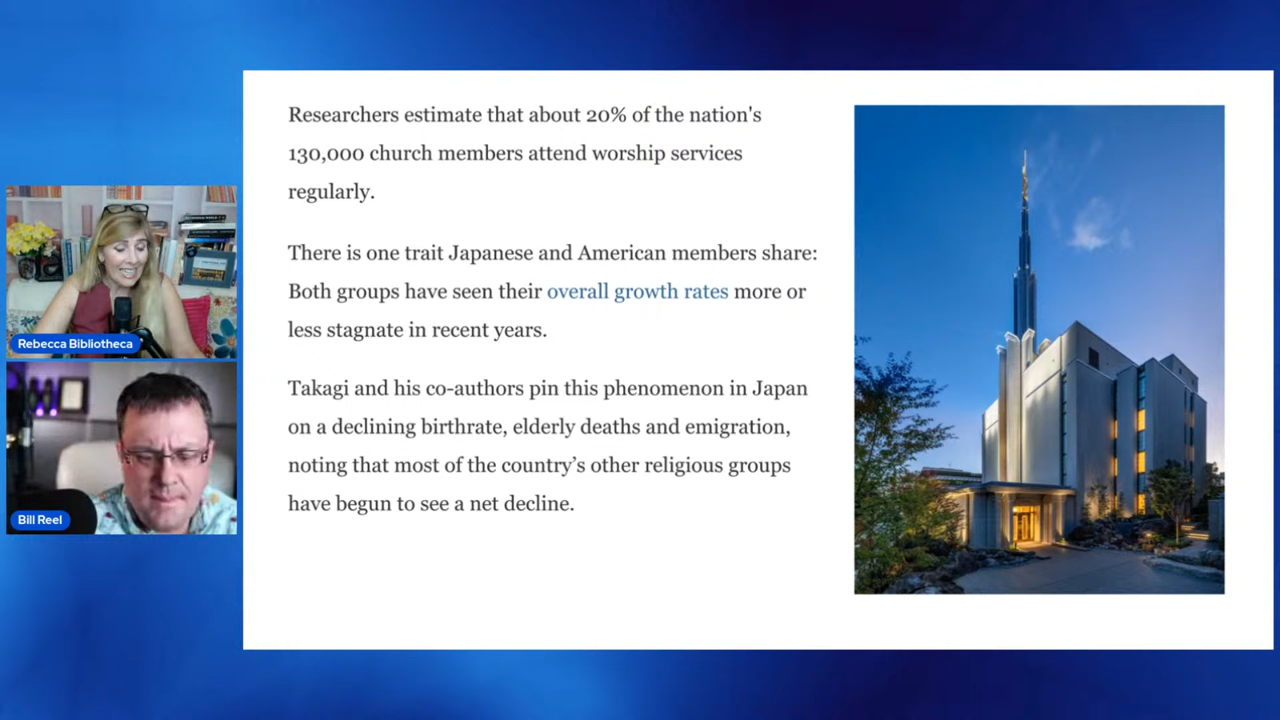 Researchers estimate that about 20% of the nation's
130,000 church members attend worship services
regularly.
There is one trait Japanese and American members share:
Both groups have seen their overall growth rates more or
less stagnate in recent years.
Takagi and his co-authors pin this phenomenon in Japan
on a declining birthrate, elderly deaths and emigration,
noting that most of the country’s other religious groups
have begun to see a net decline.
Rebecca Bibliotheca
Bill Reel